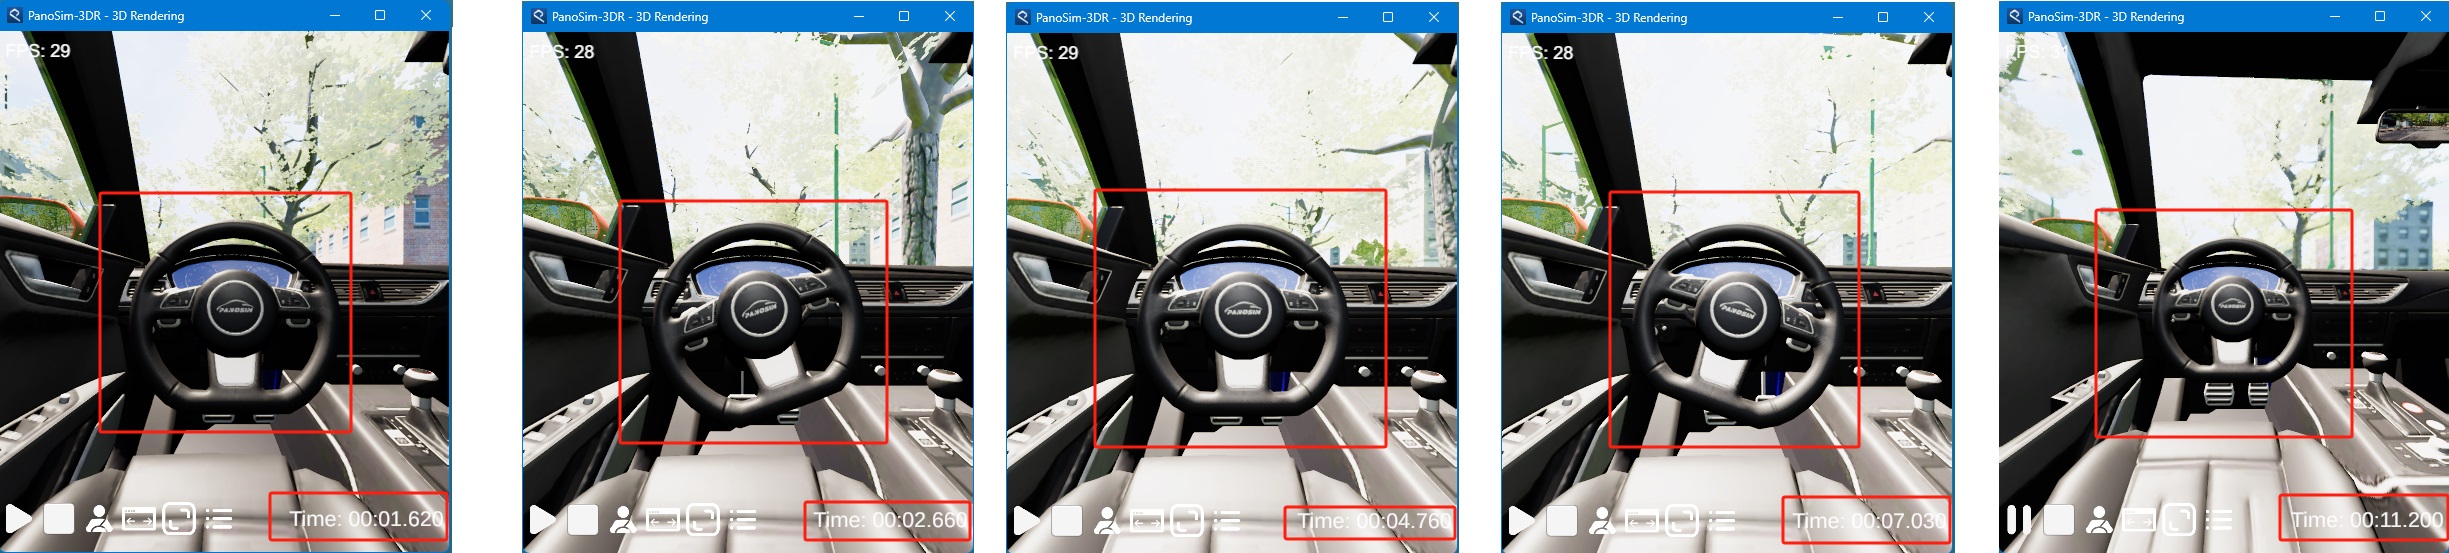 PanoSim-3DR - 3D Rendering
FPS: 29
PANOSIM
Time: 00:01.620
PanoSim-3DR - 3D Rendering
FPS: 28
PANOSIM
Time: 00:02.660
PanoSim-3DR - 3D Rendering
FPS: 29
PANOSIM
Time: 00:04.760
PanoSim-3DR - 3D Rendering
FPS: 28
PANOSIM
Time: 00:07.030
PanoSim-3DR - 3D Rendering
FPS: 31
PANOSIM
Time: 00:11.200